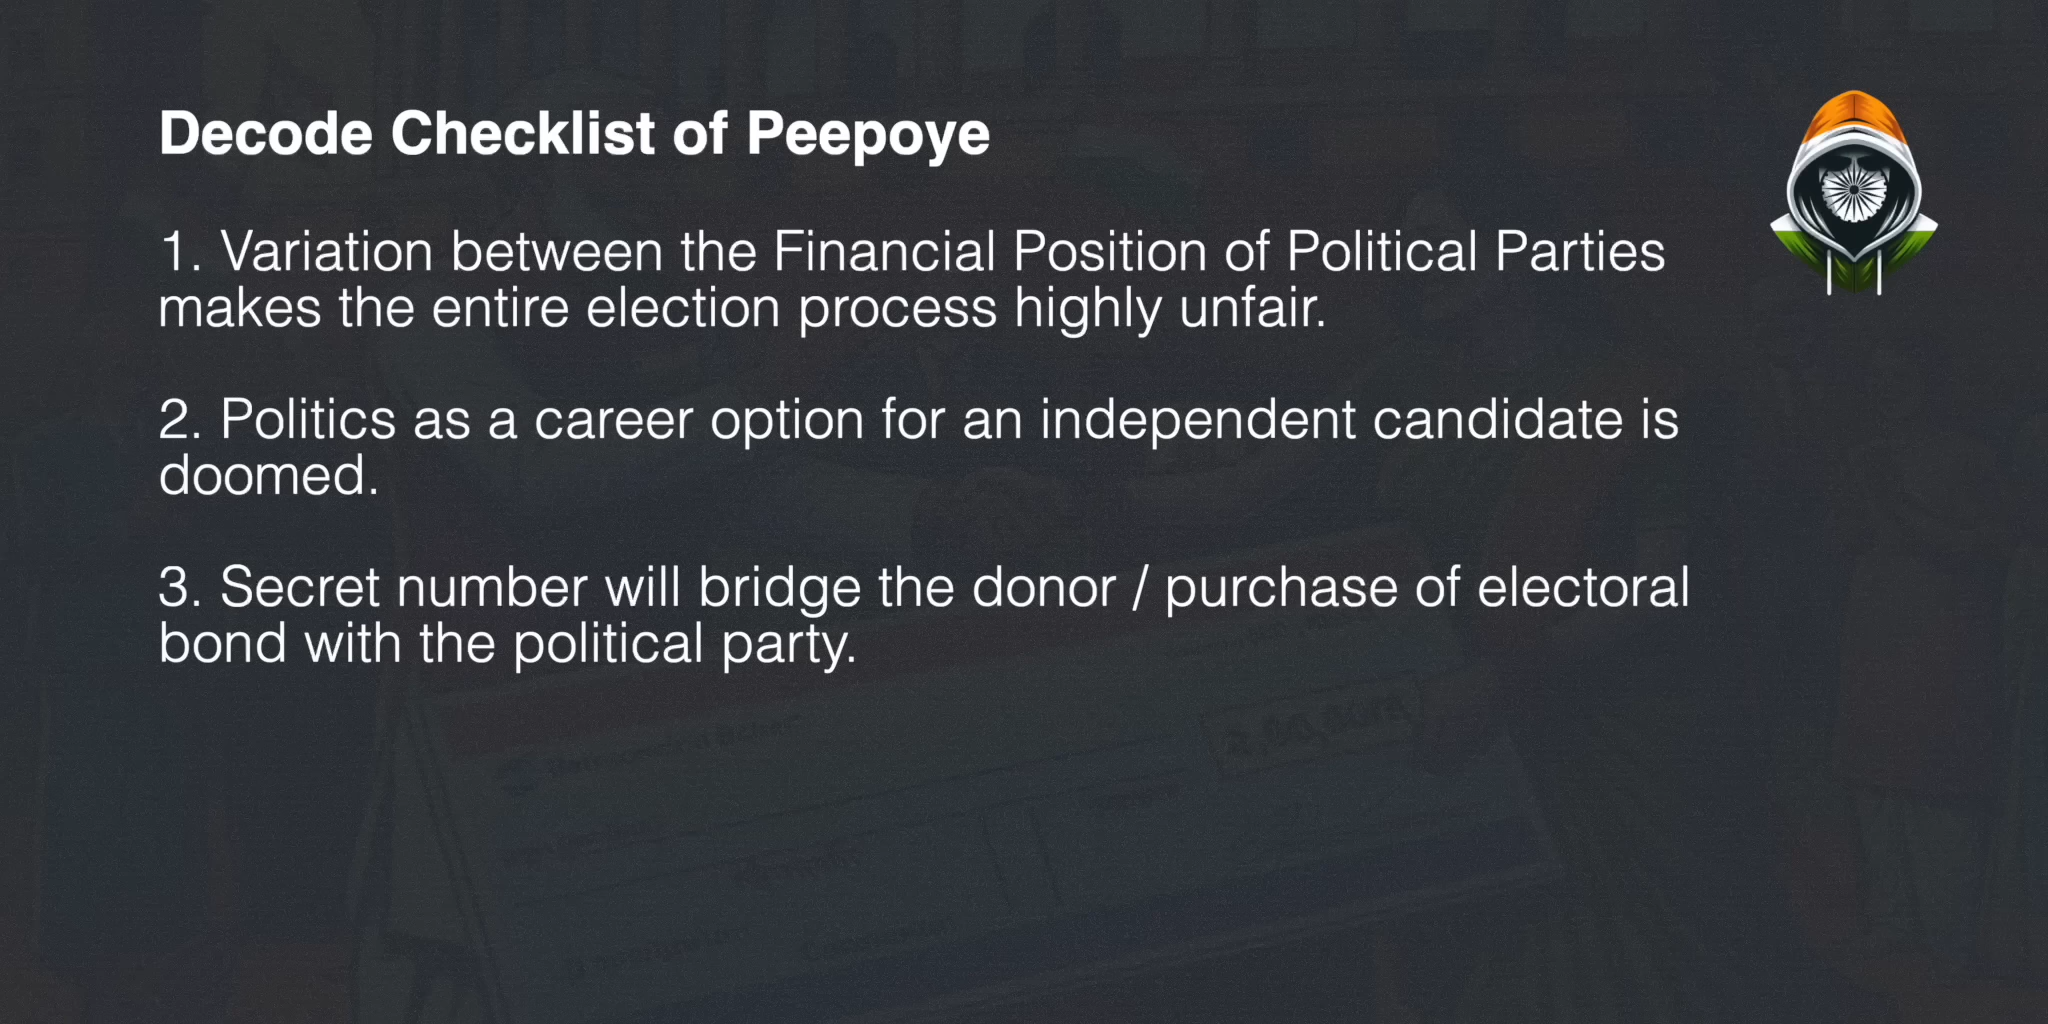 Decode Checklist of Peepoye
1. Variation between the Financial Position of Political Parties
makes the entire election process highly unfair.
2. Politics as a career option for an independent candidate is
doomed.
3. Secret number will bridge the donor / purchase of electoral
bond with the political party.